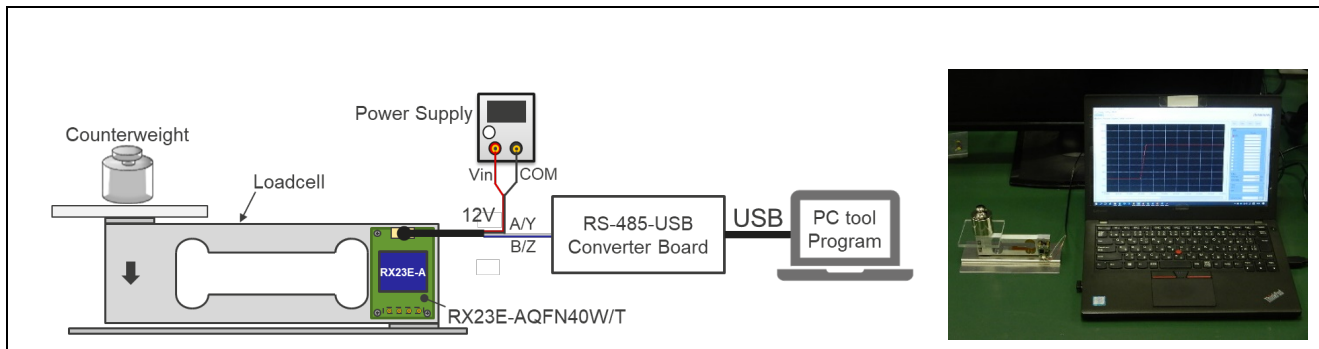 Power Supply
Counterweight
Loadcell
Vin
COM
12V
A/Y
B/Z
RS-485-USB
Converter Board
USB
PC tool
Program
RX23E-A
RX23E-AQFN40W/T
ThinkPad